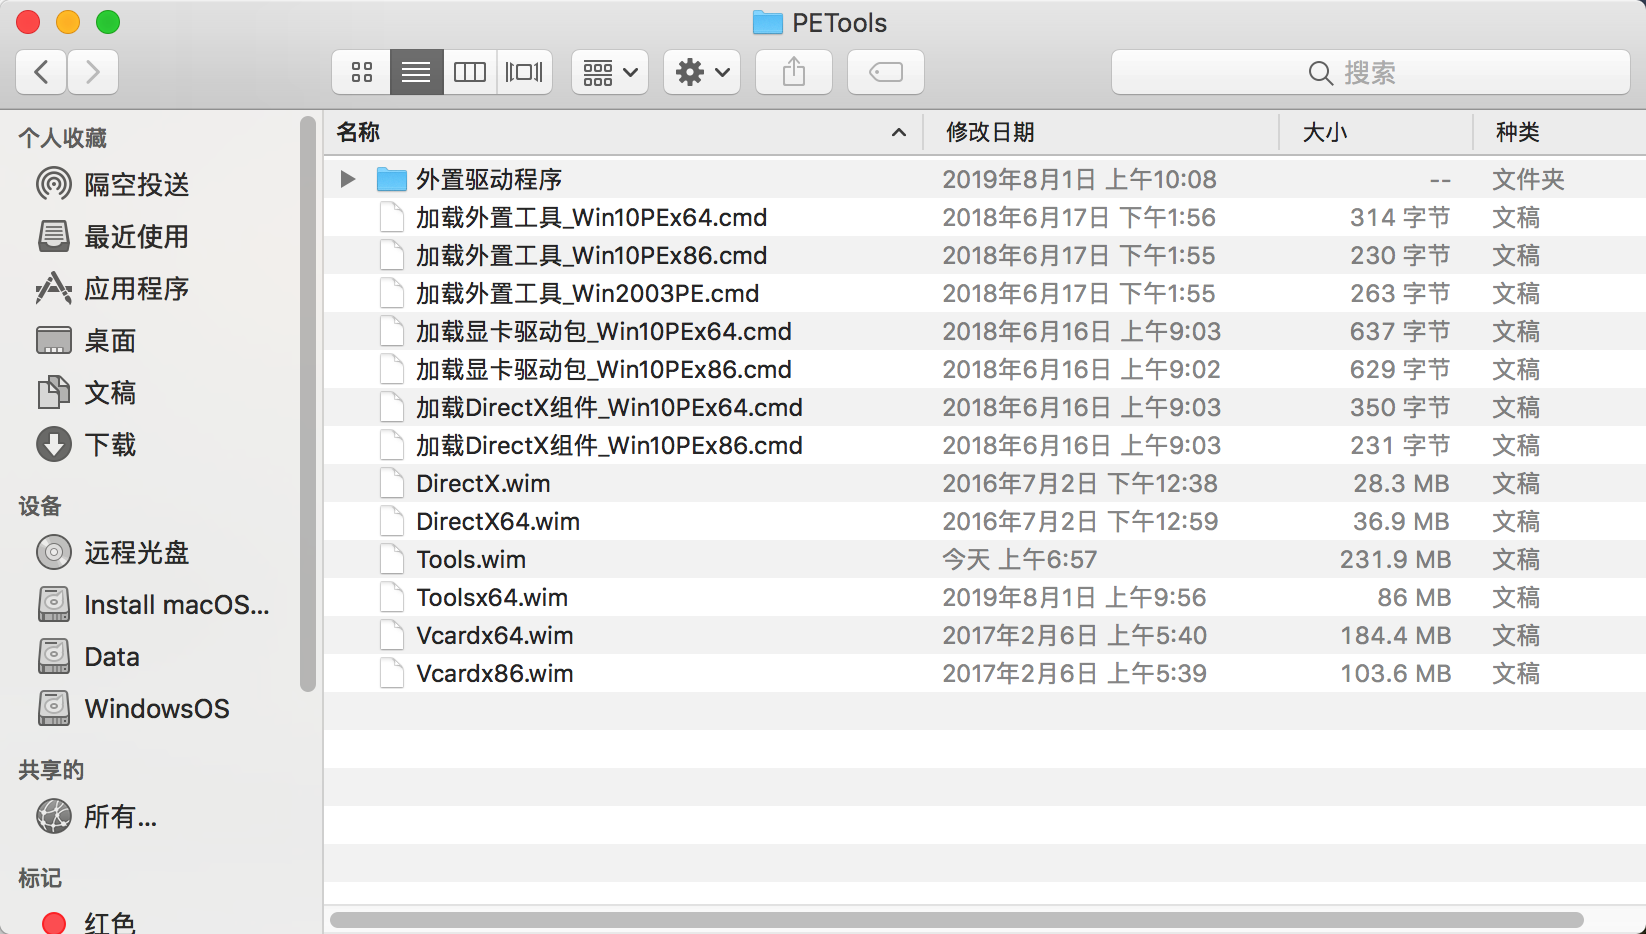 PETools
搜索
个人收藏
隔空投送
最近使用
应用程序
桌面
文稿
下载
设备
远程光盘
Install macOS...
Data
WindowsOS
共享的
所有...
标记
红色
名称 修改日期 大小 种类
外置驱动程序 2019年8月1日 上午10:08 -- 文件夹
加载外置工具_Win10PEx64.cmd 2018年6月17日 下午1:56 314 字节 文稿
加载外置工具_Win10PEx86.cmd 2018年6月17日 下午1:55 230 字节 文稿
加载外置工具_Win2003PE.cmd 2018年6月17日 下午1:55 263 字节 文稿
加载显卡驱动包_Win10PEx64.cmd 2018年6月16日 上午9:03 637 字节 文稿
加载显卡驱动包_Win10PEx86.cmd 2018年6月16日 上午9:02 629 字节 文稿
加载DirectX组件_Win10PEx64.cmd 2018年6月16日 上午9:03 350 字节 文稿
加载DirectX组件_Win10PEx86.cmd 2018年6月16日 上午9:03 231 字节 文稿
DirectX.wim 2016年7月2日 下午12:38 28.3 MB 文稿
DirectX64.wim 2016年7月2日 下午12:59 36.9 MB 文稿
Tools.wim 今天 上午6:57 231.9 MB 文稿
Toolsx64.wim 2019年8月1日 上午9:56 86 MB 文稿
Vcardx64.wim 2017年2月6日 上午5:40 184.4 MB 文稿
Vcardx86.wim 2017年2月6日 上午5:39 103.6 MB 文稿